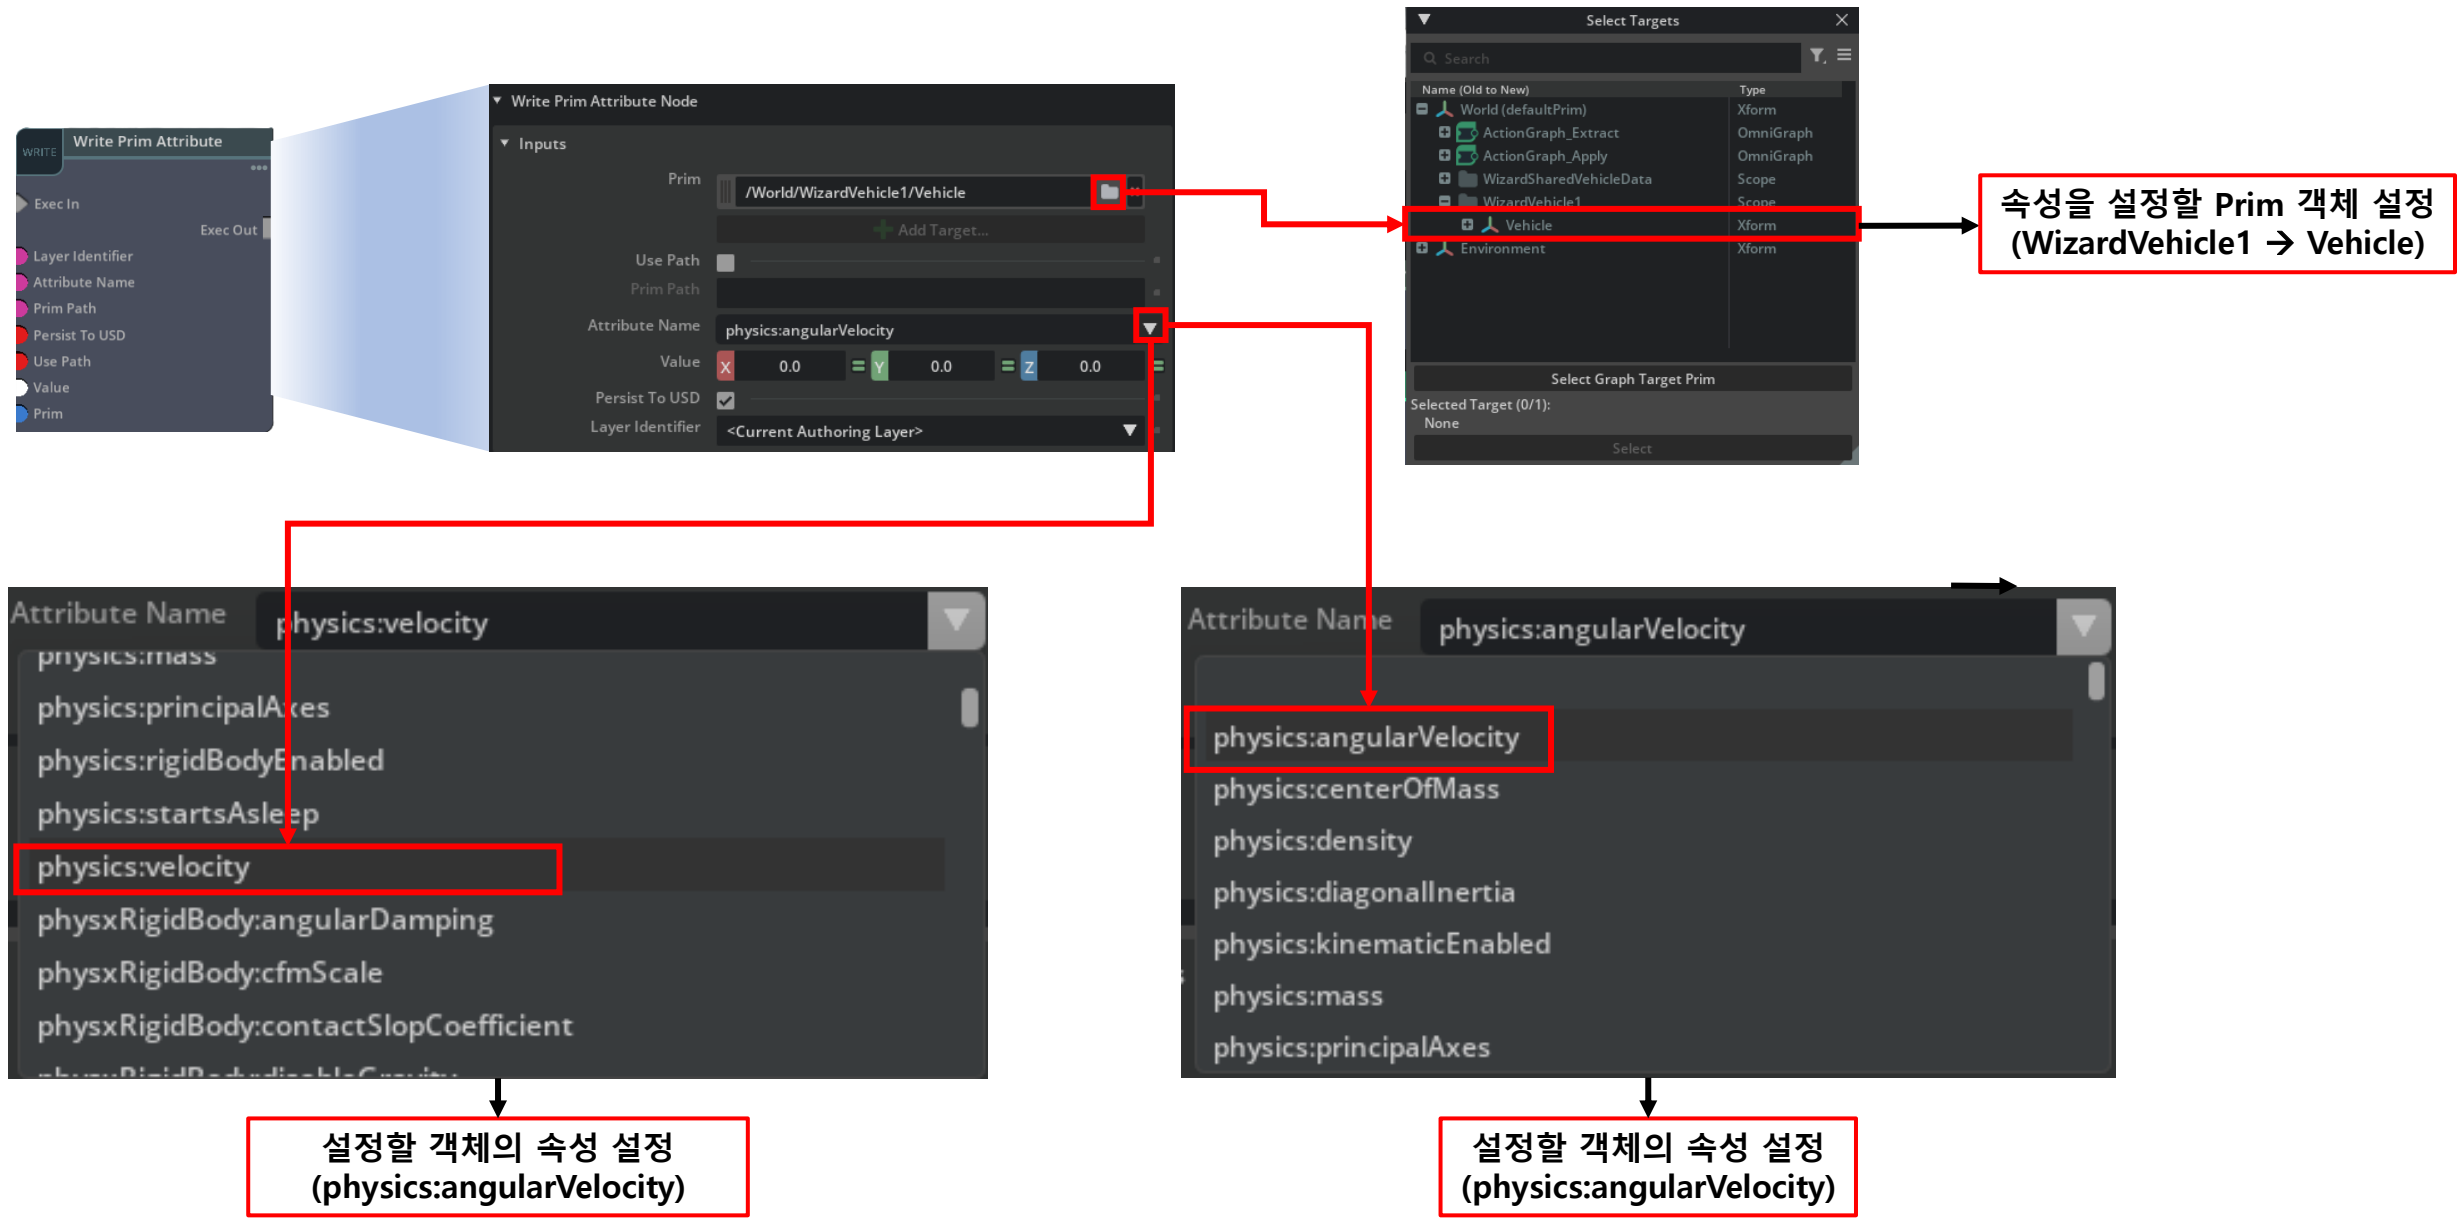 WRITE
Write Prim Attribute
Exec In
Exec Out
Layer Identifier
Attribute Name
Prim Path
Persist To USD
Use Path
Value
Prim
Write Prim Attribute Node
Inputs
Prim
/World/WizardVehicle1/Vehicle
Add Target...
Use Path
Prim Path
Attribute Name
physics:angularVelocity
Value
X 0.0 Y 0.0 Z 0.0
Persist To USD
Layer Identifier
<Current Authoring Layer>
Select Targets
Search
Name (Old to New) Type
World (defaultPrim) Xform
ActionGraph_Extract OmniGraph
ActionGraph_Apply OmniGraph
WizardSharedVehicleData Scope
WizardVehicle1 Scope
Vehicle Xform
Environment Xform
Select Graph Target Prim
Selected Target (0/1):
None
Select
속성을 설정할 Prim 객체 설정
(WizardVehicle1 → Vehicle)
Attribute Name
physics:velocity
physics:mass
physics:principalAxes
physics:rigidBodyEnabled
physics:startsAsleep
physics:velocity
physxRigidBody:angularDamping
physxRigidBody:cfmScale
physxRigidBody:contactSlopCoefficient
physxRigidBody:disableGravity
설정할 객체의 속성 설정
(physics:angularVelocity)
Attribute Name
physics:angularVelocity
physics:angularVelocity
physics:centerOfMass
physics:density
physics:diagonalInertia
physics:kinematicEnabled
physics:mass
physics:principalAxes
설정할 객체의 속성 설정
(physics:angularVelocity)